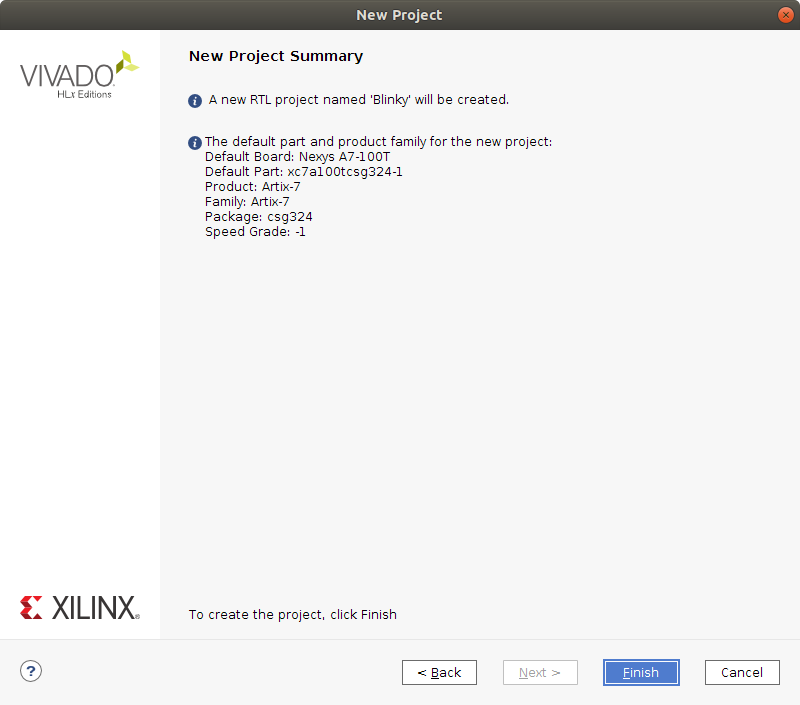 New Project
VIVADO
HLx Editions
New Project Summary
A new RTL project named 'Blinky' will be created.
The default part and product family for the new project:
Default Board: Nexys A7-100T
Default Part: xc7a100tcsg324-1
Product: Artix-7
Family: Artix-7
Package: csg324
Speed Grade: -1
XILINX
To create the project, click Finish
?
< Back
Next >
Finish
Cancel